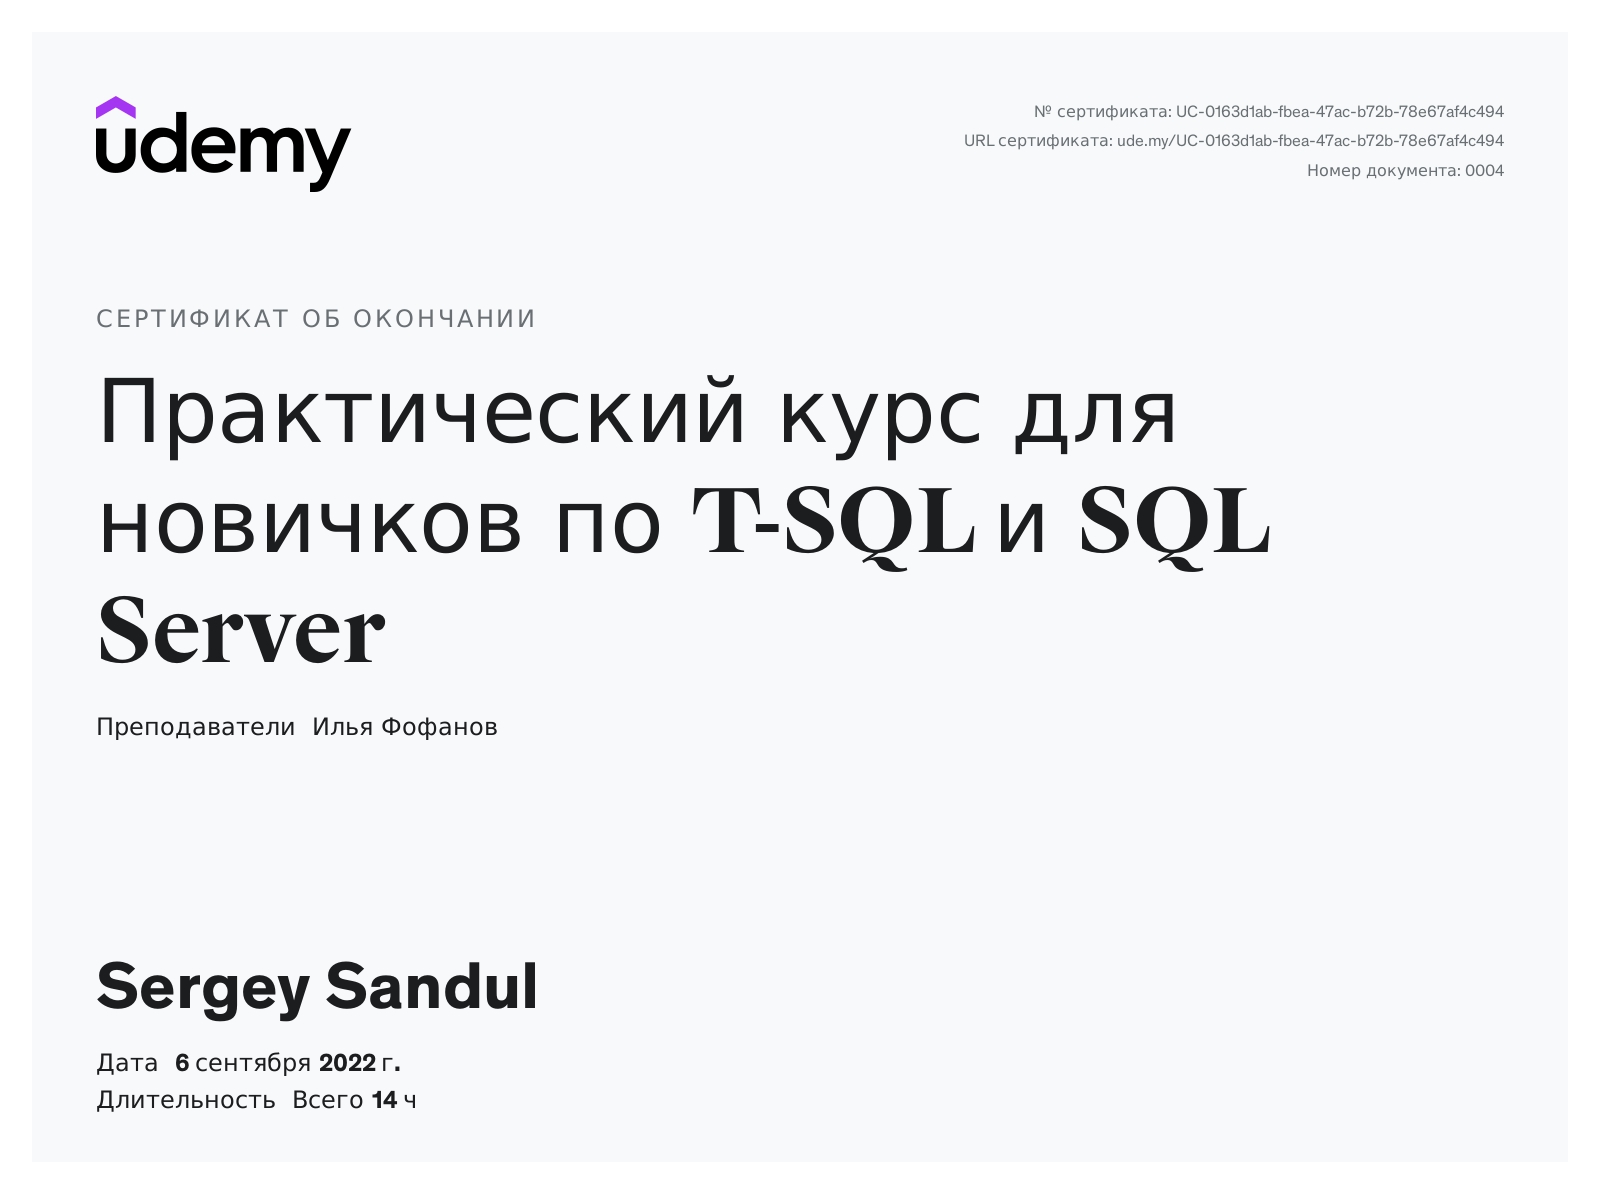 udemy
№ сертификата: UC-0163d1ab-fbea-47ac-b72b-78e67af4c494
URL сертификата: ude.my/UC-0163d1ab-fbea-47ac-b72b-78e67af4c494
Номер документа: 0004
СЕРТИФИКАТ ОБ ОКОНЧАНИИ
Практический курс для
новичков по T-SQL и SQL
Server
Преподаватели Илья Фофанов
Sergey Sandul
Дата 6 сентября 2022 г.
Длительность Всего 14 ч